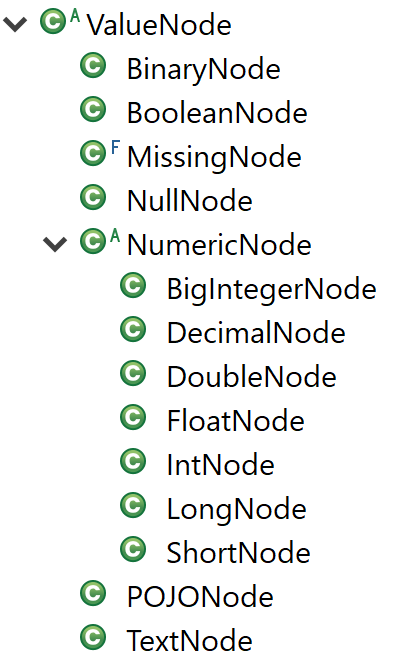 C A ValueNode
C BinaryNode
C BooleanNode
C F MissingNode
C NullNode
C A NumericNode
C BigIntegerNode
C DecimalNode
C DoubleNode
C FloatNode
C IntNode
C LongNode
C ShortNode
C POJONode
C TextNode